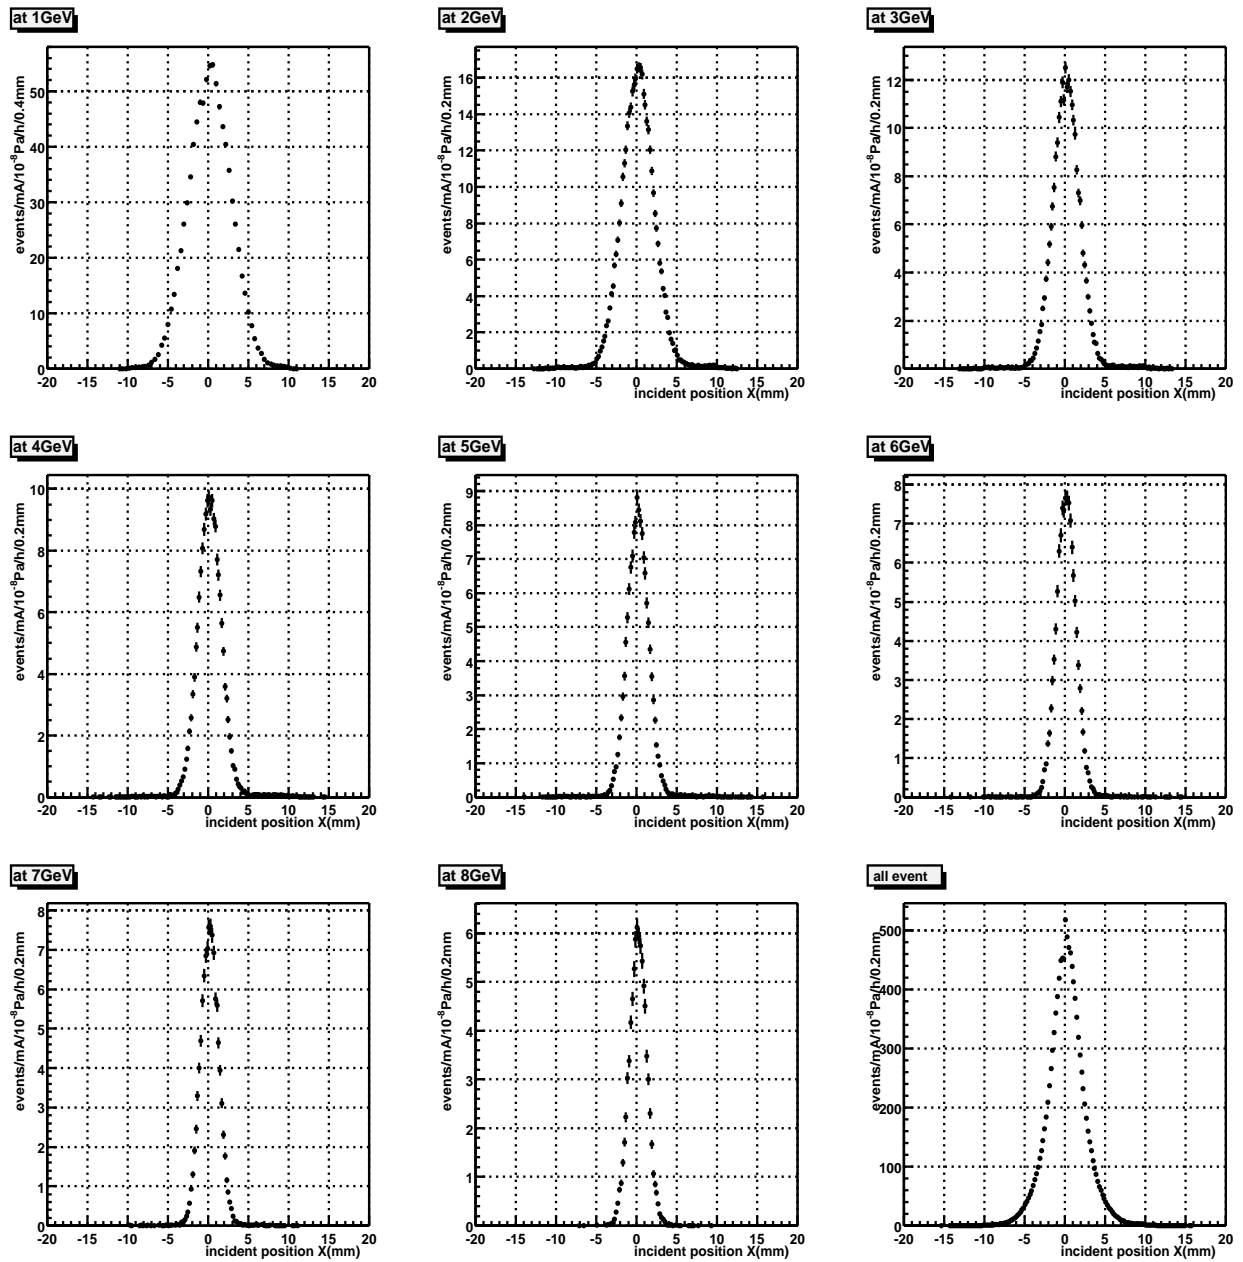 at 1GeV
events/mA/10⁻⁸Pa/h/0.4mm
50
40
30
20
10
0
-20 -15 -10 -5 0 5 10 15 20
incident position X(mm)
at 2GeV
events/mA/10⁻⁸Pa/h/0.2mm
16
14
12
10
8
6
4
2
0
-20 -15 -10 -5 0 5 10 15 20
incident position X(mm)
at 3GeV
events/mA/10⁻⁸Pa/h/0.2mm
12
10
8
6
4
2
0
-20 -15 -10 -5 0 5 10 15 20
incident position X(mm)
at 4GeV
events/mA/10⁻⁸Pa/h/0.2mm
10
8
6
4
2
0
-20 -15 -10 -5 0 5 10 15 20
incident position X(mm)
at 5GeV
events/mA/10⁻⁸Pa/h/0.2mm
9
8
7
6
5
4
3
2
1
0
-20 -15 -10 -5 0 5 10 15 20
incident position X(mm)
at 6GeV
events/mA/10⁻⁸Pa/h/0.2mm
8
7
6
5
4
3
2
1
0
-20 -15 -10 -5 0 5 10 15 20
incident position X(mm)
at 7GeV
events/mA/10⁻⁸Pa/h/0.2mm
8
7
6
5
4
3
2
1
0
-20 -15 -10 -5 0 5 10 15 20
incident position X(mm)
at 8GeV
events/mA/10⁻⁸Pa/h/0.2mm
6
5
4
3
2
1
0
-20 -15 -10 -5 0 5 10 15 20
incident position X(mm)
all event
events/mA/10⁻⁸Pa/h/0.2mm
500
400
300
200
100
0
-20 -15 -10 -5 0 5 10 15 20
incident position X(mm)